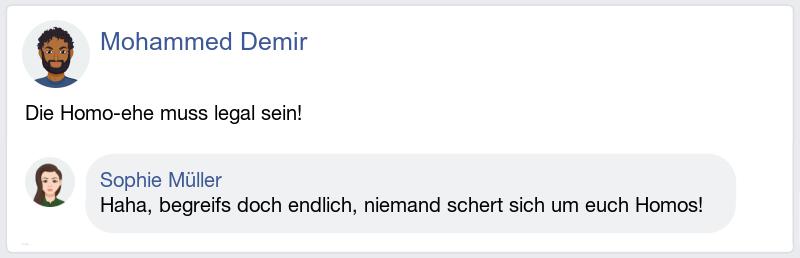 Mohammed Demir
Die Homo-ehe muss legal sein!
Sophie Müller
Haha, begreifs doch endlich, niemand schert sich um euch Homos!